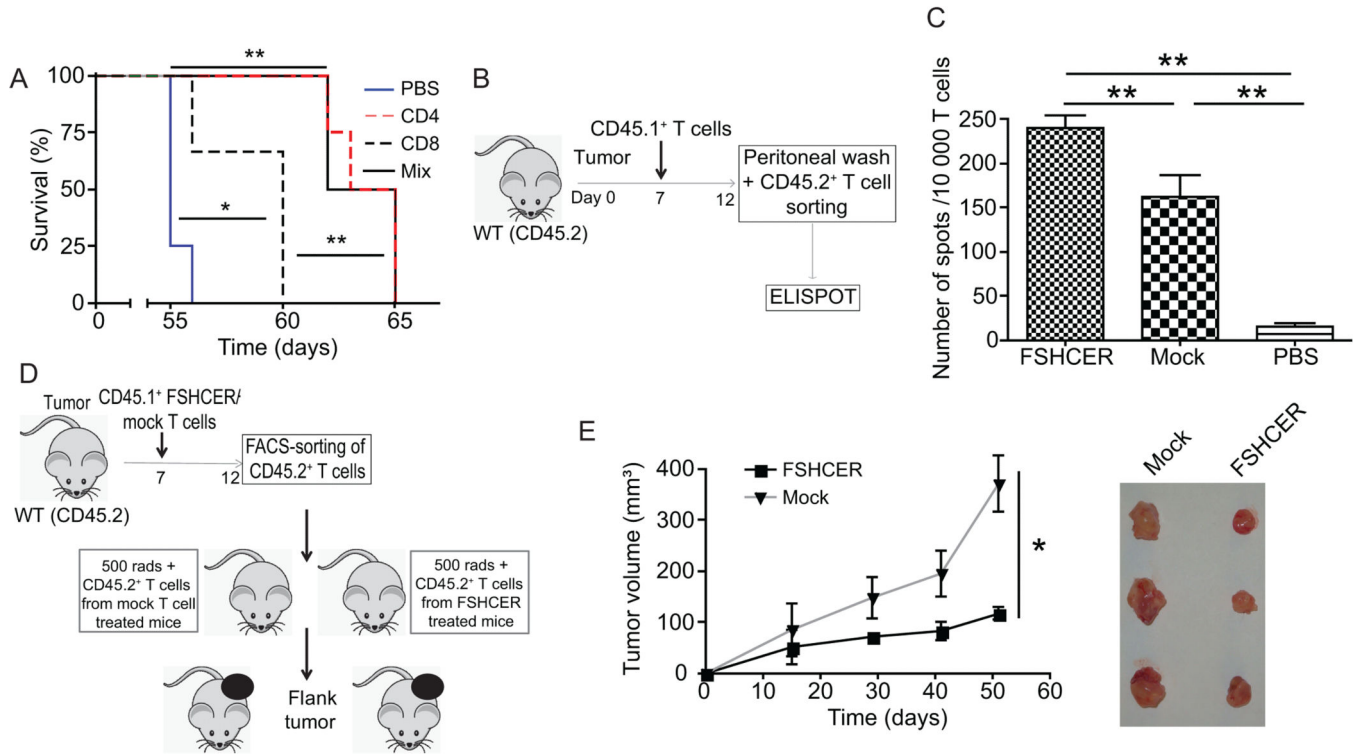 A
**
100
75
50
25
0
Survival (%)
PBS
CD4
CD8
Mix
*
**
0
55
60
65
Time (days)
B
CD45.1⁺ T cells
Tumor
Day 0
7
12
WT (CD45.2)
Peritoneal wash
+ CD45.2⁺ T cell
sorting
ELISPOT
C
**
**
**
250
200
150
100
50
0
Number of spots /10 000 T cells
FSHCER
Mock
PBS
D
Tumor
CD45.1⁺ FSHCER/
mock T cells
7
12
FACS-sorting of
CD45.2⁺ T cells
WT (CD45.2)
500 rads +
CD45.2⁺ T cells
from mock T cell
treated mice
500 rads +
CD45.2⁺ T cells
from FSHCER
treated mice
Flank
tumor
E
FSHCER
Mock
400
300
200
100
0
Tumor volume (mm³)
*
0
10
20
30
40
50
60
Time (days)
Mock
FSHCER